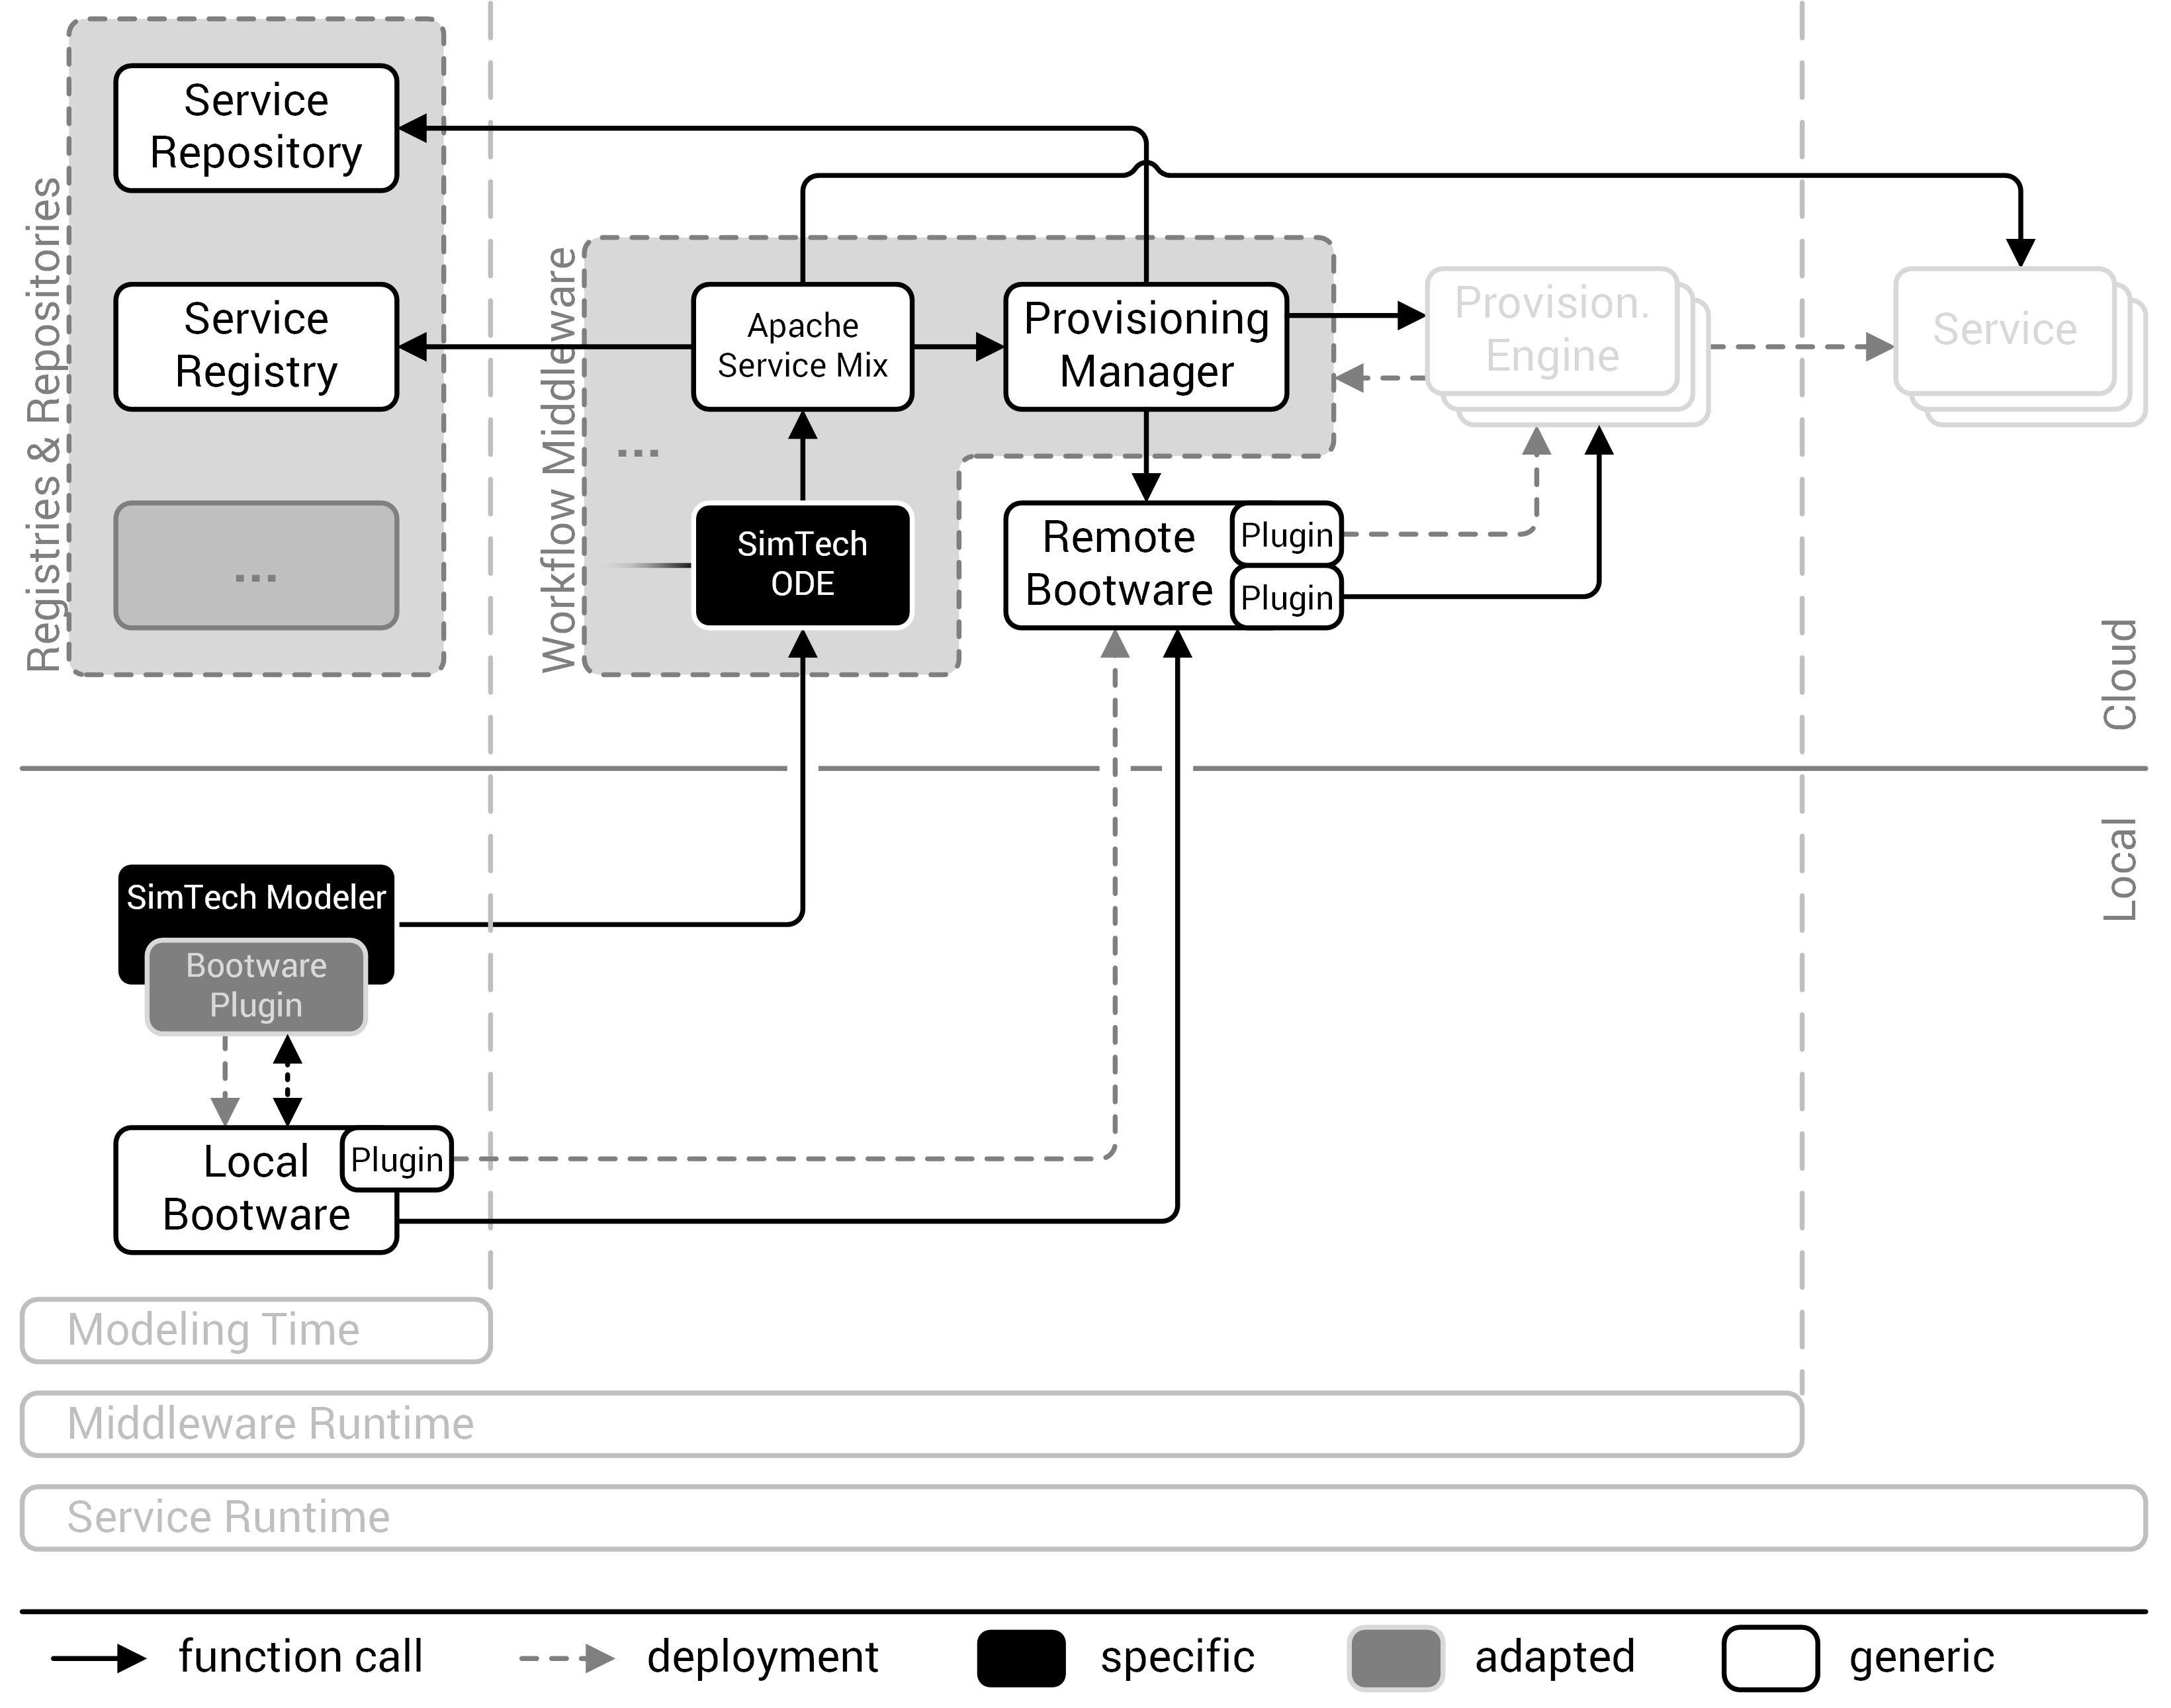 Registries & Repositories
Service
Repository
Service
Registry
...
Workflow Middleware
Apache
Service Mix
Provisioning
Manager
Provision.
Engine
Service
...
SimTech
ODE
Remote
Bootware
Plugin
Plugin
Cloud
Local
SimTech Modeler
Bootware
Plugin
Local
Bootware
Plugin
Modeling Time
Middleware Runtime
Service Runtime
function call
deployment
specific
adapted
generic